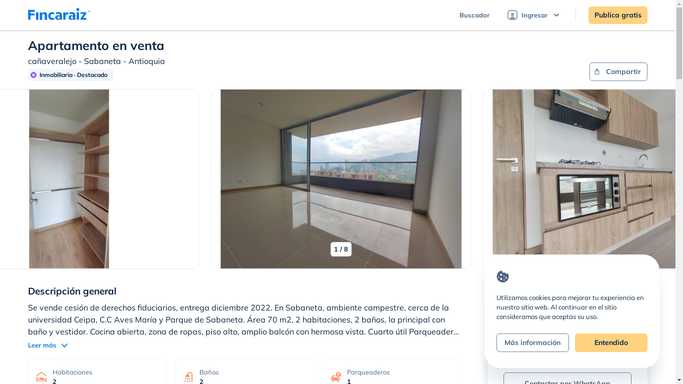 Fincaraiz
Buscador
Ingresar
Publica gratis
Apartamento en venta
cañaveralejo - Sabaneta - Antioquia
Inmobiliaria - Destacado
Compartir
1 / 8
Descripción general
Se vende cesión de derechos fiduciarios, entrega diciembre 2022. En Sabaneta, ambiente campestre, cerca de la
universidad Ceipa, C.C Aves María y Parque de Sabaneta. Área 70 m2, 2 habitaciones, 2 baños, la principal con
baño y vestidor. Cocina abierta, zona de ropas, piso alto, amplio balcón con hermosa vista. Cuarto útil Parqueader...
Leer más
Habitaciones
2
Baños
2
Parqueaderos
1
Utilizamos cookies para mejorar tu experiencia en
nuestro sitio web. Al continuar en el sitio
consideramos que aceptas su uso.
Más información
Entendido
Contactar por WhatsApp